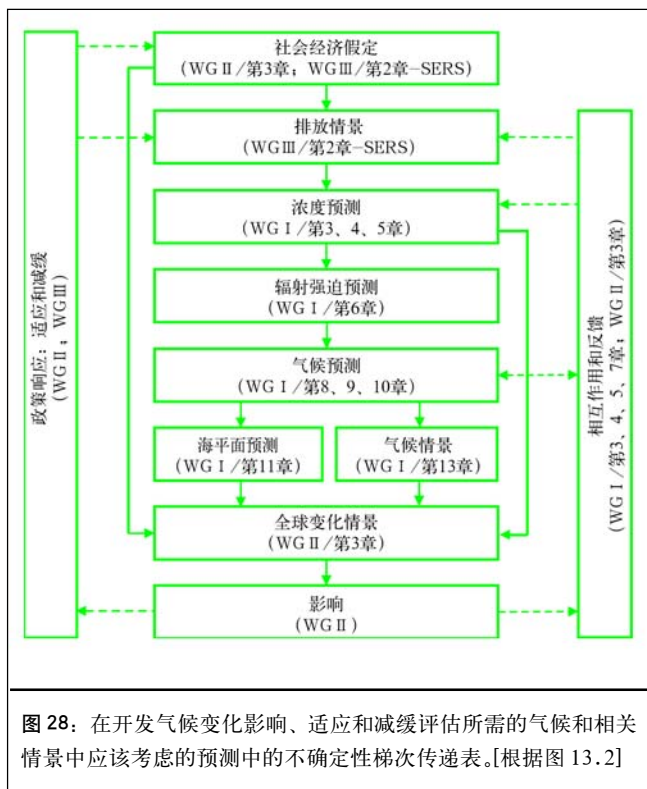 社会经济假定
(WGⅡ/第3章；WGⅢ/第2章-SERS)
排放情景
(WGⅢ/第2章-SERS)
浓度预测
(WGⅠ/第3、4、5章)
辐射强迫预测
(WGⅠ/第6章)
气候预测
(WGⅠ/第8、9、10章)
海平面预测
(WGⅠ/第11章)
气候情景
(WGⅠ/第13章)
全球变化情景
(WGⅡ/第3章)
影响
(WGⅡ)
政策响应：适应和减缓
(WGⅡ；WGⅢ)
相互作用和反馈
(WGⅠ/第3、4、5、7章；WGⅡ/第3章)
图 28：在开发气候变化影响、适应和减缓评估所需的气候和相关
情景中应该考虑的预测中的不确定性梯次传递表。[根据图 13.2]